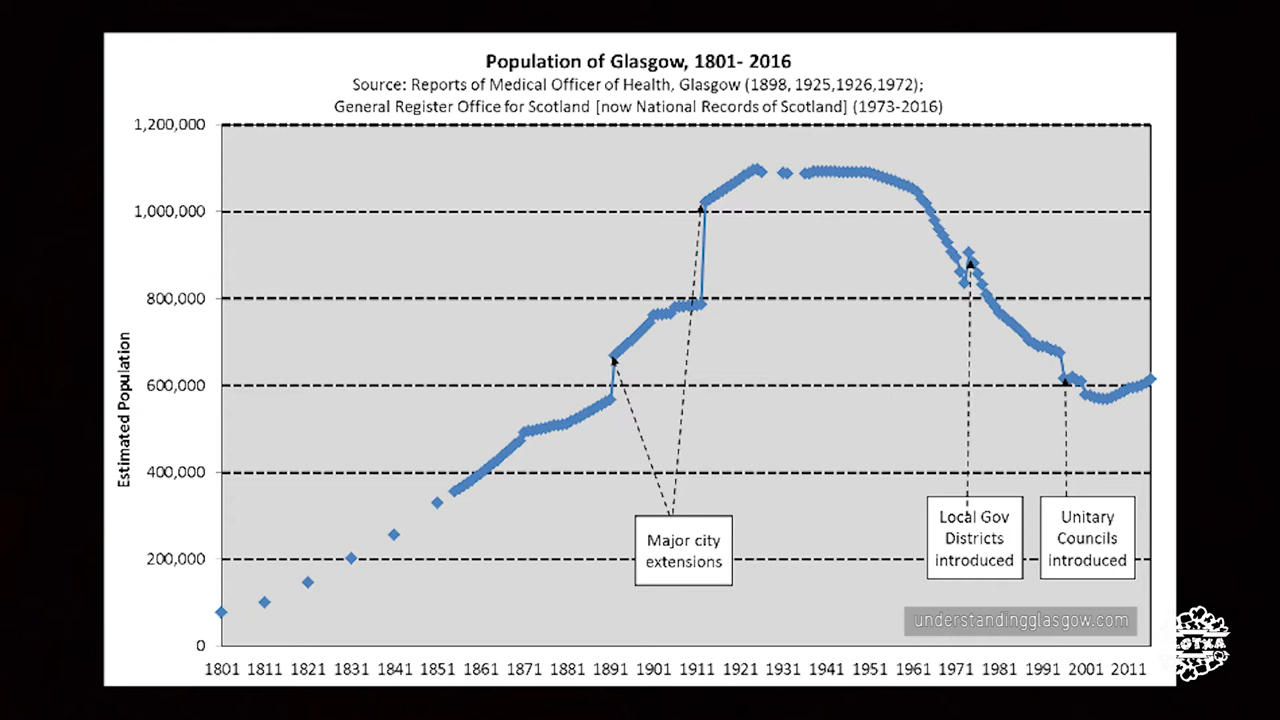 Population of Glasgow, 1801- 2016
Source: Reports of Medical Officer of Health, Glasgow (1898, 1925,1926,1972);
General Register Office for Scotland [now National Records of Scotland] (1973-2016)
1,200,000
1,000,000
800,000
600,000
400,000
200,000
0
Estimated Population
Major city
extensions
Local Gov
Districts
introduced
Unitary
Councils
introduced
understandingglasgow.com
1801 1811 1821 1831 1841 1851 1861 1871 1881 1891 1901 1911 1921 1931 1941 1951 1961 1971 1981 1991 2001 2011